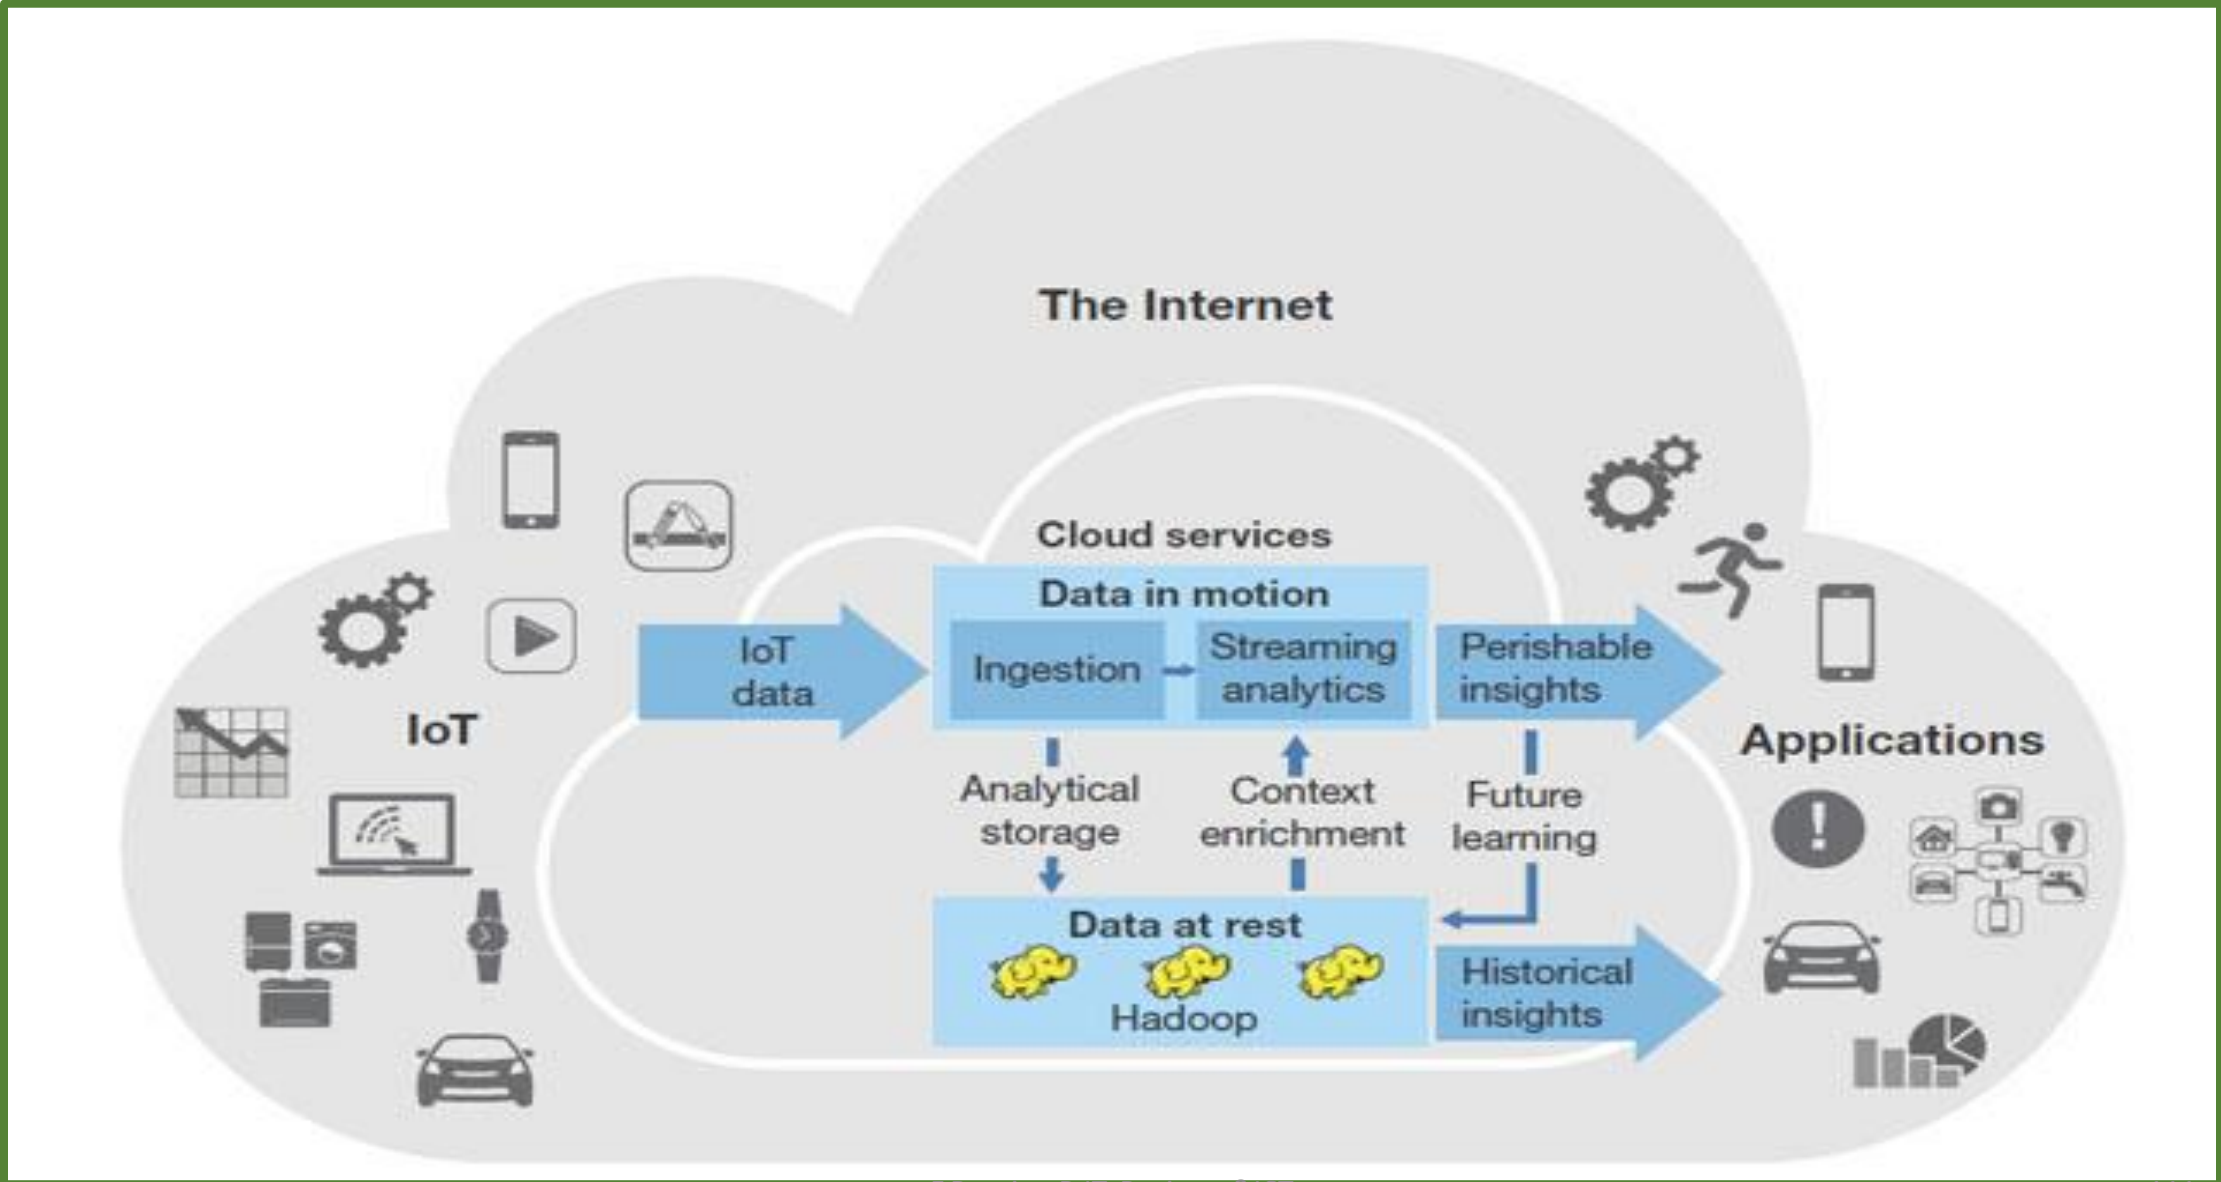 The Internet
Cloud services
Data in motion
IoT
data
Ingestion
Streaming
analytics
Perishable
insights
IoT
Applications
Analytical
storage
Context
enrichment
Future
learning
Data at rest
Hadoop
Historical
insights